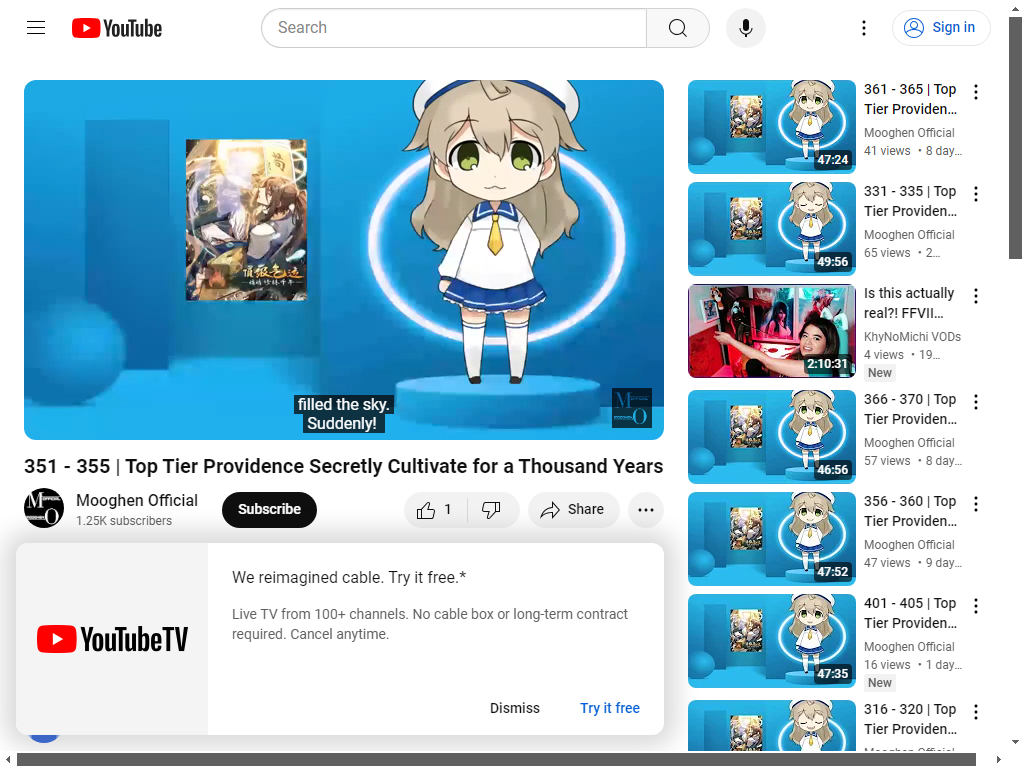 YouTube
Search
Sign in
filled the sky.
Suddenly!
351 - 355 | Top Tier Providence Secretly Cultivate for a Thousand Years
Mooghen Official
1.25K subscribers
Subscribe
1
Share
We reimagined cable. Try it free.*
Live TV from 100+ channels. No cable box or long-term contract
required. Cancel anytime.
YouTubeTV
Dismiss
Try it free
361 - 365 | Top
Tier Providen...
Mooghen Official
41 views • 8 day...
47:24
331 - 335 | Top
Tier Providen...
Mooghen Official
65 views • 2...
49:56
Is this actually
real?! FFVII...
KhyNoMichi VODs
4 views • 19...
New
2:10:31
366 - 370 | Top
Tier Providen...
Mooghen Official
57 views • 8 day...
46:56
356 - 360 | Top
Tier Providen...
Mooghen Official
47 views • 9 day...
47:52
401 - 405 | Top
Tier Providen...
Mooghen Official
16 views • 1 day...
New
47:35
316 - 320 | Top
Tier Providen...